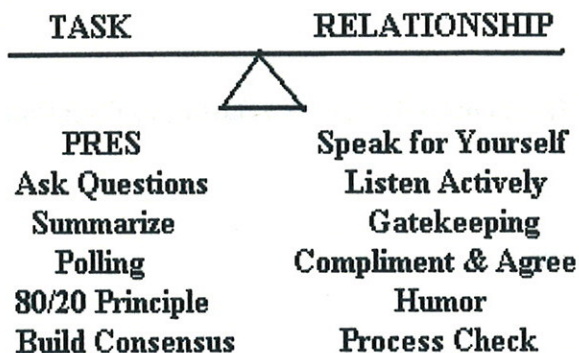 TASK RELATIONSHIP
PRES Speak for Yourself
Ask Questions Listen Actively
Summarize Gatekeeping
Polling Compliment & Agree
80/20 Principle Humor
Build Consensus Process Check